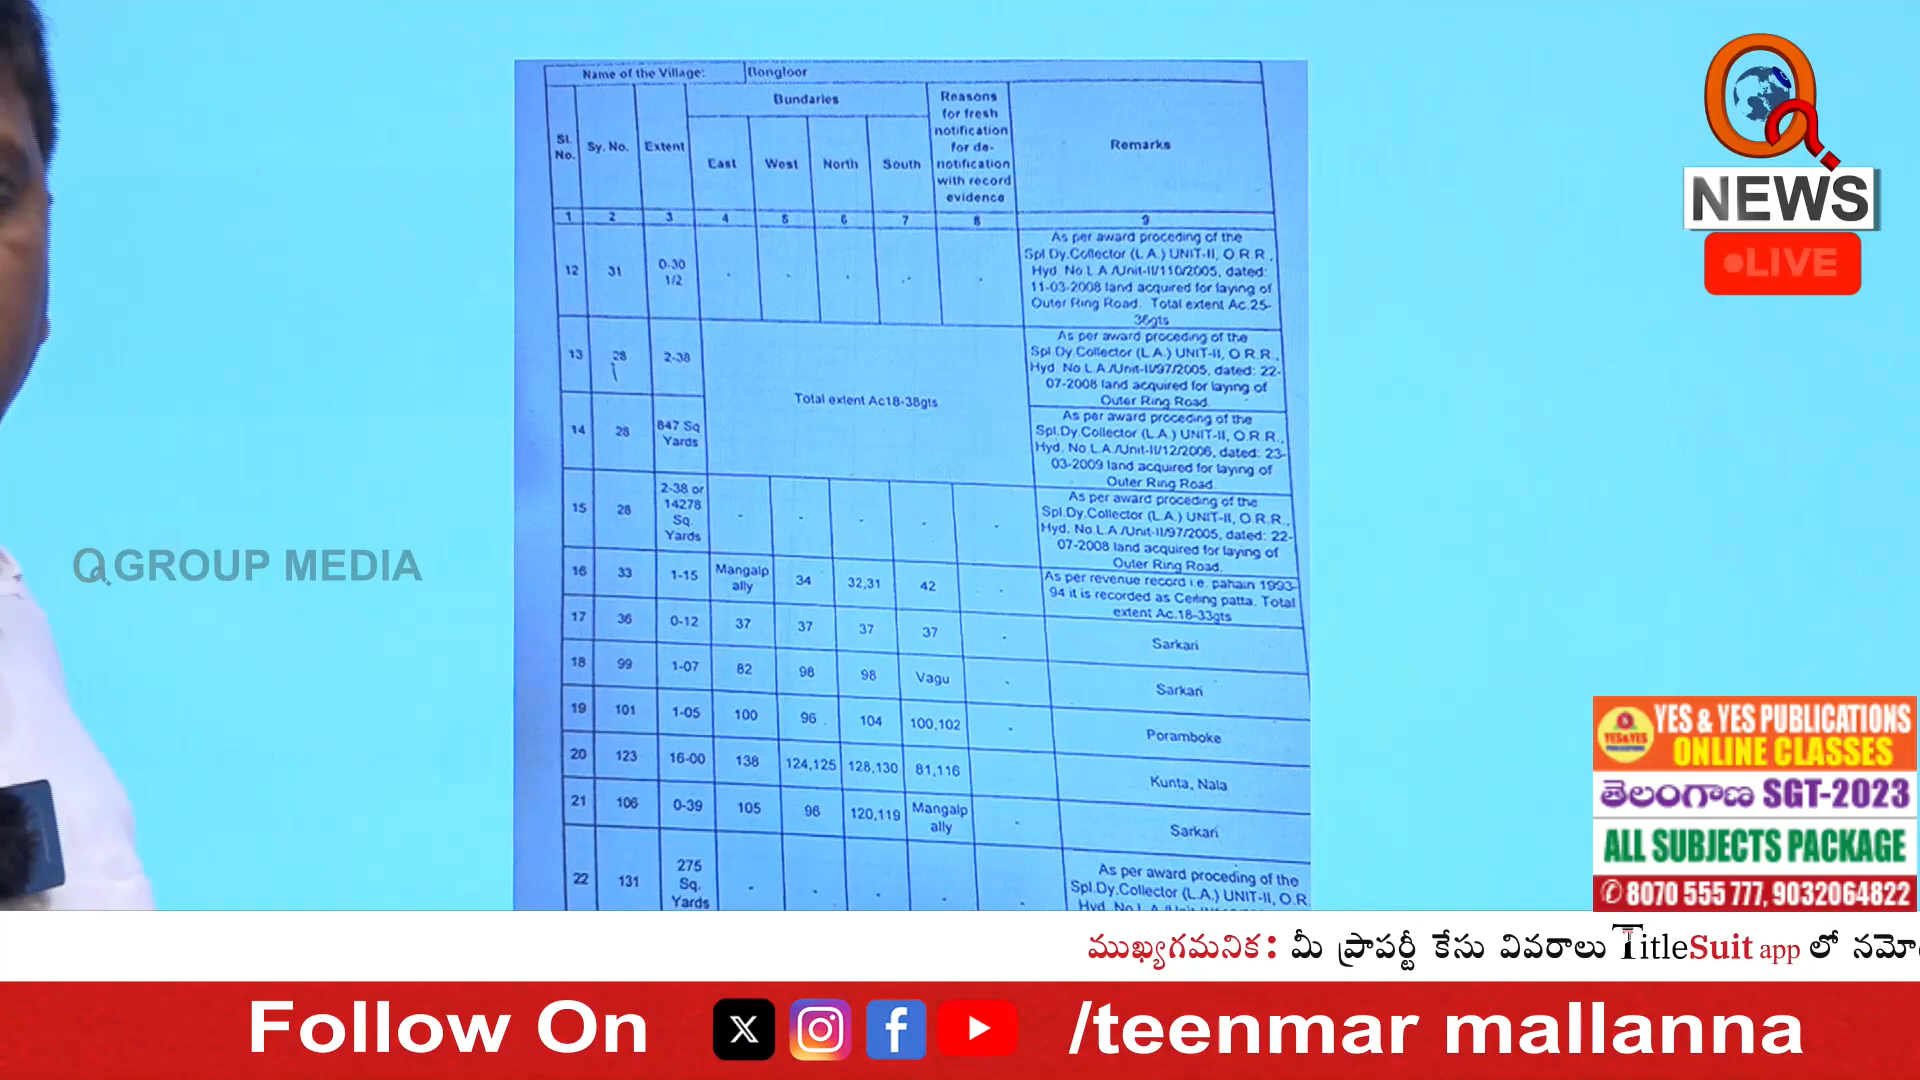 Name of the Village: Bongloor
Sl. No. Sy. No. Extent Bundaries Reasons for fresh notification for de-notification with record evidence Remarks
East West North South
1 2 3 4 5 6 7 8 9
12 31 0-30 1/2 - - - - - As per award proceding of the
Spl Dy.Collector (L.A.) UNIT-II, O.R.R.,
Hyd. No L.A./Unit-II/110/2005, dated:
11-03-2008 land acquired for laying of
Outer Ring Road. Total extent Ac.25-
36gts
13 28 2-38 Total extent Ac18-38gts As per award proceding of the
Spl Dy.Collector (L.A.) UNIT-II, O.R.R.,
Hyd. No L.A./Unit-II/97/2005, dated: 22-
07-2008 land acquired for laying of
Outer Ring Road.
14 28 847 Sq Yards As per award proceding of the
Spl.Dy.Collector (L.A.) UNIT-II, O.R.R.,
Hyd. No L.A./Unit-II/12/2006, dated: 23-
03-2009 land acquired for laying of
Outer Ring Road.
15 28 2-38 or 14278 Sq. Yards - - - - - As per award proceding of the
Spl.Dy.Collector (L.A.) UNIT-II, O.R.R.,
Hyd. No L.A./Unit-II/97/2005, dated: 22-
07-2008 land acquired for laying of
Outer Ring Road.
16 33 1-15 Mangalpally 34 32,31 42 - As per revenue record i.e. pahain 1993-
94 it is recorded as Ceiling patta. Total
extent Ac.18-33gts
17 36 0-12 37 37 37 37 - Sarkari
18 99 1-07 82 98 98 Vagu - Sarkari
19 101 1-05 100 96 104 100,102 - Poramboke
20 123 16-00 138 124,125 128,130 81,116 Kunta, Nala
21 106 0-39 105 96 120,119 Mangalpally - Sarkari
22 131 275 Sq. Yards - - - - - As per award proceding of the
Spl.Dy.Collector (L.A.) UNIT-II, O.R
Q
NEWS
LIVE
Q GROUP MEDIA
YES & YES PUBLICATIONS
ONLINE CLASSES
తెలంగాణ SGT-2023
ALL SUBJECTS PACKAGE
8070 555 777, 9032064822
ముఖ్యగమనిక: మీ ప్రాపర్టీ కేసు వివరాలు TitleSuit app లో నమో
Follow On X f /teenmar mallanna